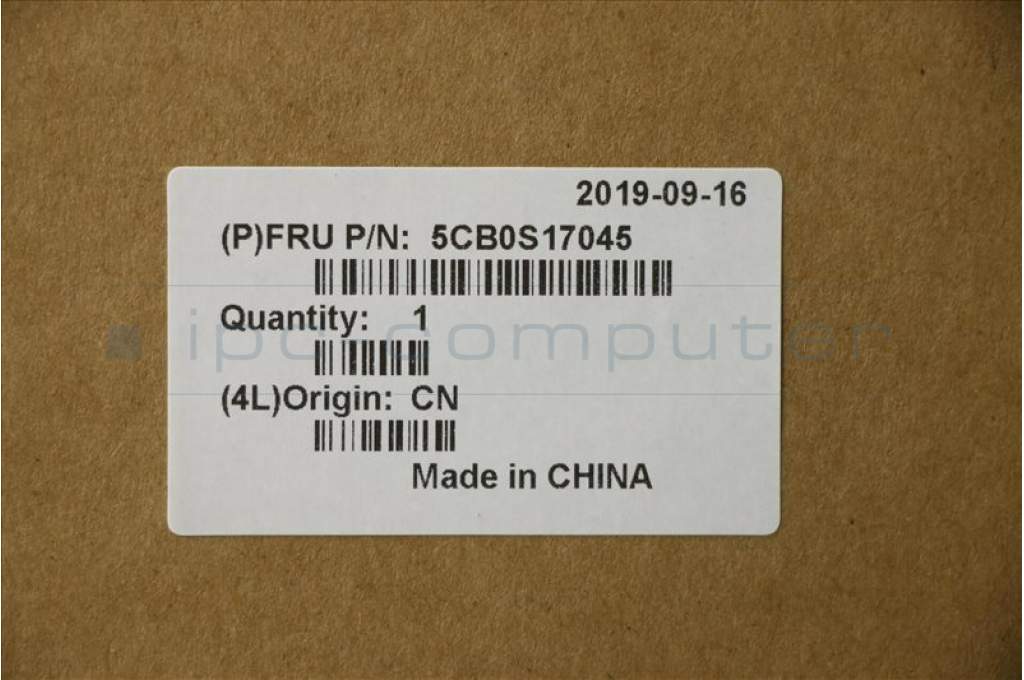 2019-09-16
(P)FRU P/N: 5CB0S17045
Quantity: 1
ipc-computer
(4L)Origin: CN
Made in CHINA